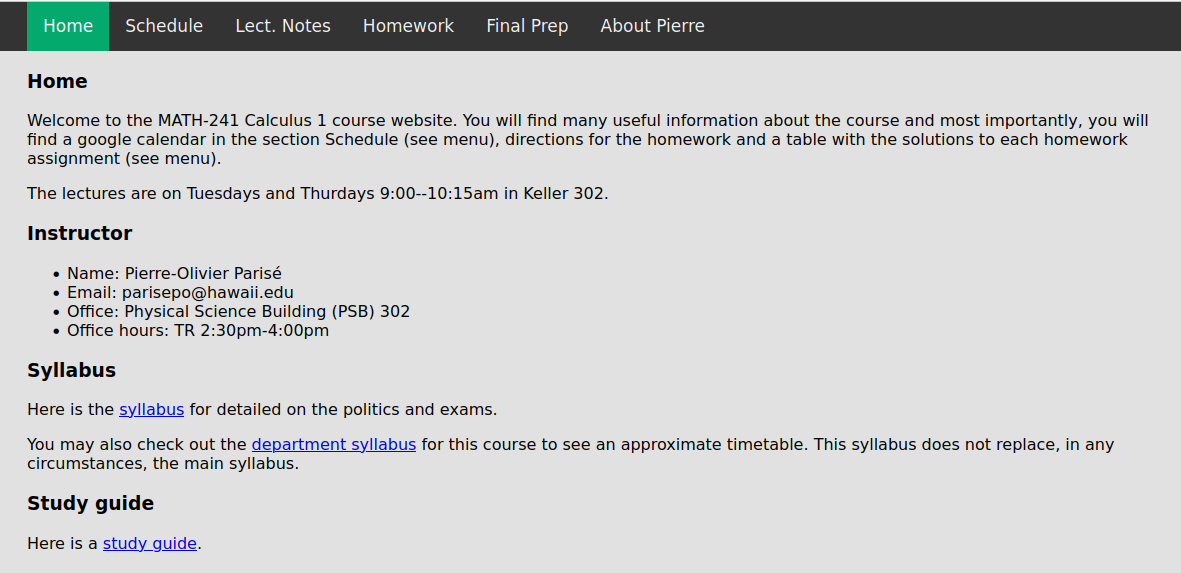 Home Schedule Lect. Notes Homework Final Prep About Pierre
Home
Welcome to the MATH-241 Calculus 1 course website. You will find many useful information about the course and most importantly, you will
find a google calendar in the section Schedule (see menu), directions for the homework and a table with the solutions to each homework
assignment (see menu).
The lectures are on Tuesdays and Thurdays 9:00--10:15am in Keller 302.
Instructor
• Name: Pierre-Olivier Parisé
• Email: parisepo@hawaii.edu
• Office: Physical Science Building (PSB) 302
• Office hours: TR 2:30pm-4:00pm
Syllabus
Here is the syllabus for detailed on the politics and exams.
You may also check out the department syllabus for this course to see an approximate timetable. This syllabus does not replace, in any
circumstances, the main syllabus.
Study guide
Here is a study guide.